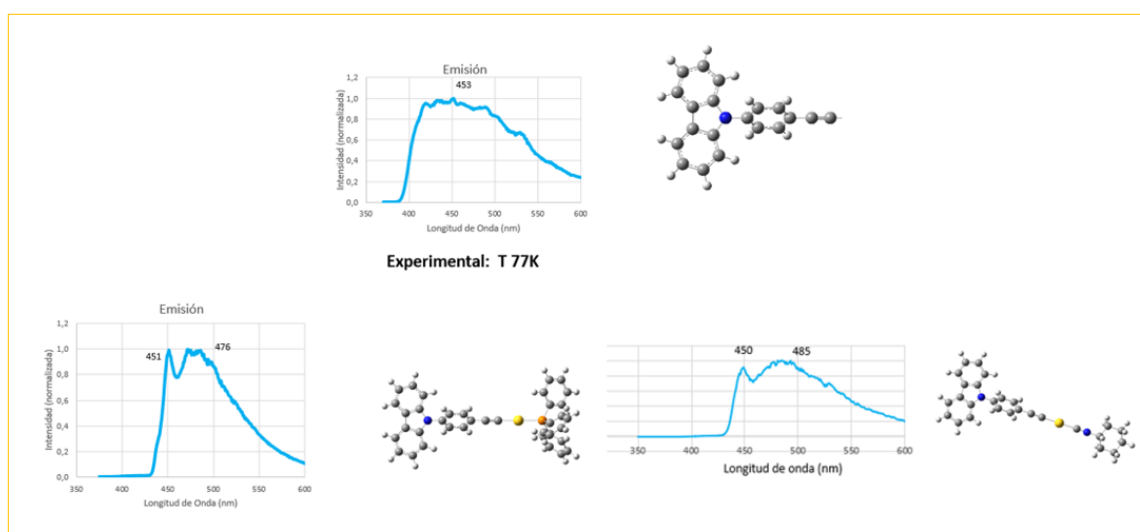 Emisión
453
1,2
1,0
0,8
0,6
0,4
0,2
0,0
Intensidad (normalizada)
350 400 450 500 550 600
Longitud de Onda (nm)
Experimental: T 77K
Emisión
451
476
1,2
1,0
0,8
0,6
0,4
0,2
0,0
Intensidad (normalizada)
350 400 450 500 550 600
Longitud de Onda (nm)
450
485
350 400 450 500 550 600
Longitud de onda (nm)